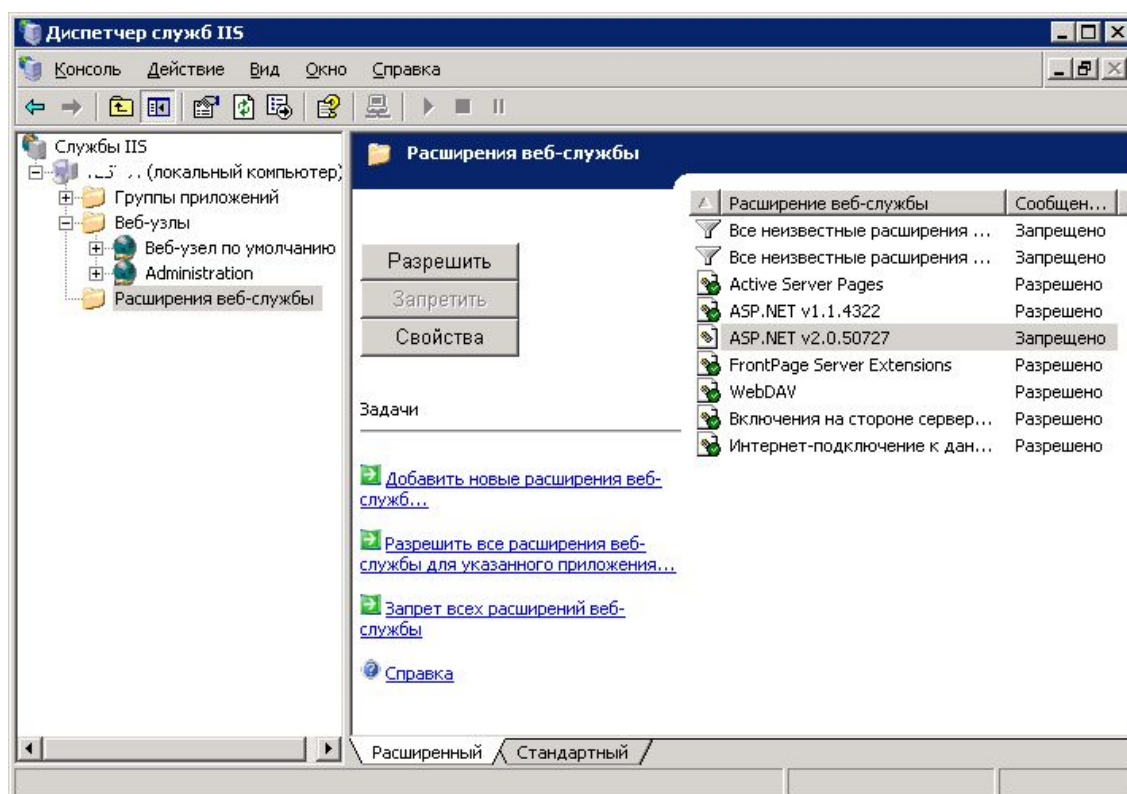 Диспетчер служб IIS
Консоль Действие Вид Окно Справка
Службы IIS
(локальный компьютер)
Группы приложений
Веб-узлы
Веб-узел по умолчанию
Administration
Расширения веб-службы
Расширения веб-службы
Разрешить
Запретить
Свойства
Задачи
Добавить новые расширения веб-
служб...
Разрешить все расширения веб-
службы для указанного приложения...
Запрет всех расширений веб-
службы
Справка
Расширение веб-службы Сообщен...
Все неизвестные расширения ... Запрещено
Все неизвестные расширения ... Запрещено
Active Server Pages Разрешено
ASP.NET v1.1.4322 Разрешено
ASP.NET v2.0.50727 Запрещено
FrontPage Server Extensions Разрешено
WebDAV Разрешено
Включения на стороне сервер... Разрешено
Интернет-подключение к дан... Разрешено
Расширенный Стандартный